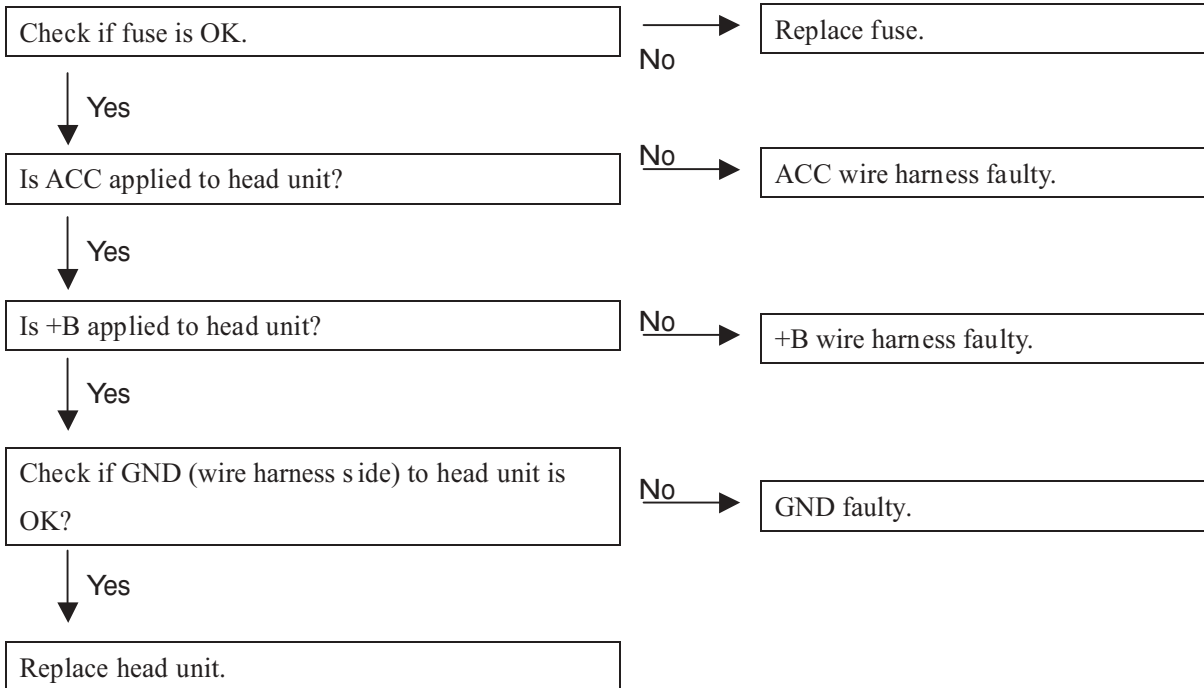 Check if fuse is OK.
No
Replace fuse.
Yes
Is ACC applied to head unit?
No
ACC wire harness faulty.
Yes
Is +B applied to head unit?
No
+B wire harness faulty.
Yes
Check if GND (wire harness side) to head unit is
OK?
No
GND faulty.
Yes
Replace head unit.